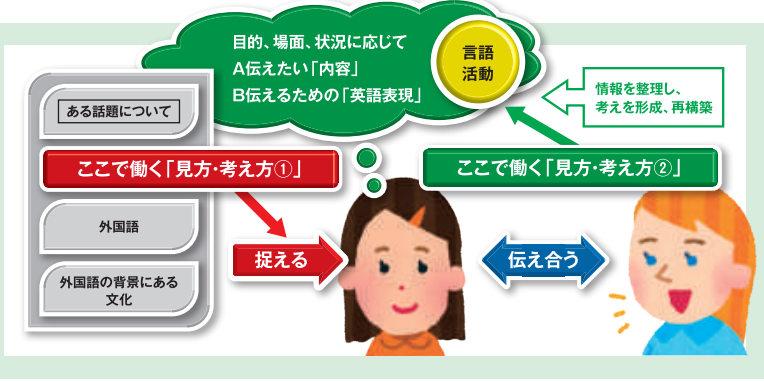 目的、場面、状況に応じて
A伝えたい「内容」
B伝えるための「英語表現」
言語
活動
情報を整理し、
考えを形成、再構築
ある話題について
ここで働く「見方・考え方①」
ここで働く「見方・考え方②」
外国語
捉える
伝え合う
外国語の背景にある
文化